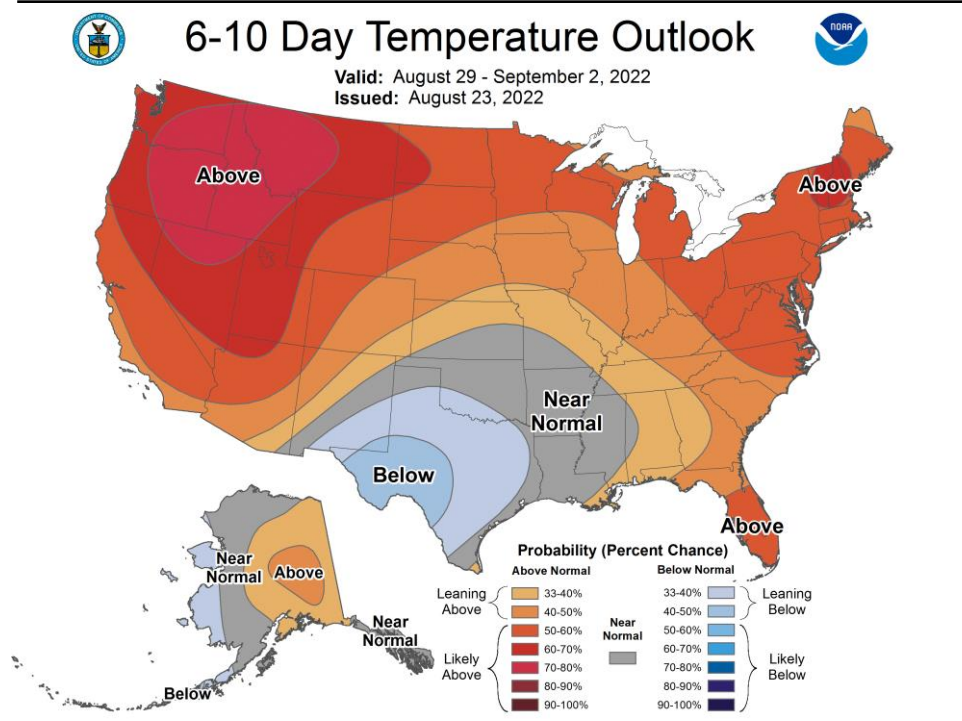 6-10 Day Temperature Outlook
Valid: August 29 - September 2, 2022
Issued: August 23, 2022
NOAA
Above
Above
Near
Normal
Below
Above
Near
Normal
Above
Near
Normal
Below
Probability (Percent Chance)
Above Normal
Below Normal
Leaning
Above
33-40%
40-50%
Likely
Above
50-60%
60-70%
70-80%
80-90%
90-100%
Near
Normal
33-40%
40-50%
Leaning
Below
50-60%
60-70%
70-80%
80-90%
90-100%
Likely
Below